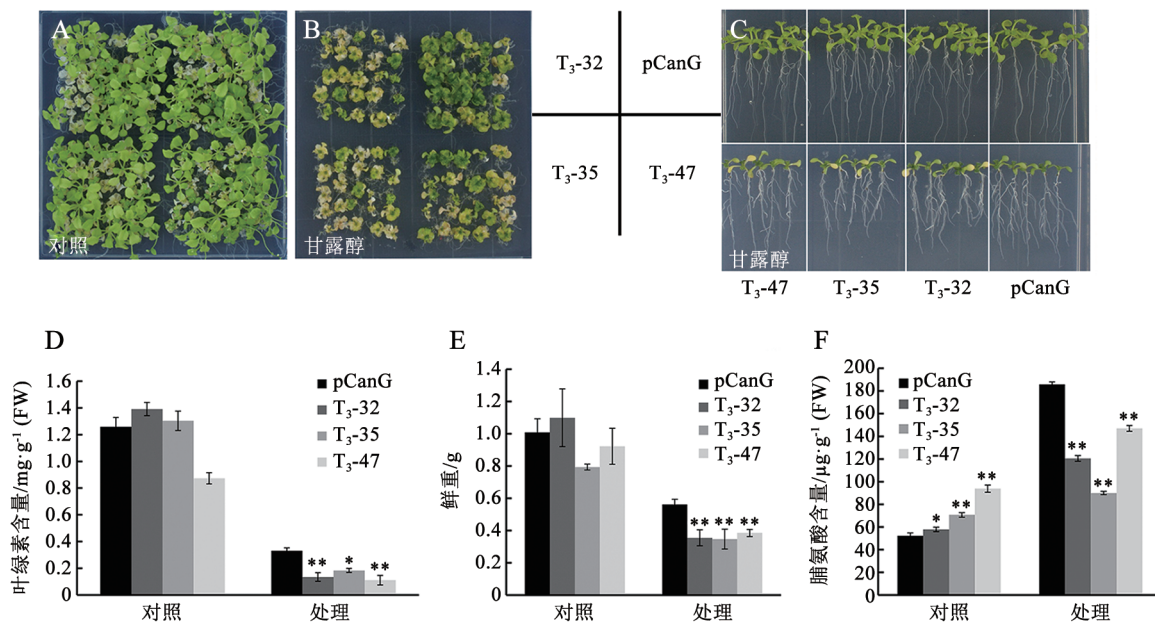 A
对照
B
甘露醇
T₃-32 pCanG
T₃-35 T₃-47
C
甘露醇
T₃-47 T₃-35 T₃-32 pCanG
D
叶绿素含量/mg·g⁻¹ (FW)
1.6
1.4
1.2
1.0
0.8
0.6
0.4
0.2
0
pCanG
T₃-32
T₃-35
T₃-47
** * **
对照 处理
E
鲜重/g
1.4
1.2
1.0
0.8
0.6
0.4
0.2
0
pCanG
T₃-32
T₃-35
T₃-47
** ** **
对照 处理
F
脯氨酸含量/μg·g⁻¹ (FW)
200
180
160
140
120
100
80
60
40
20
0
pCanG
T₃-32
T₃-35
T₃-47
* ** **
** ** **
对照 处理